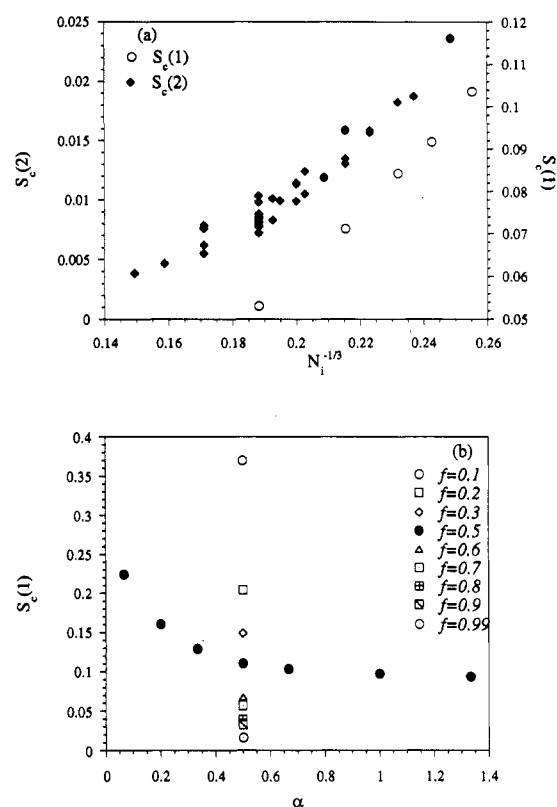 (a)
S_c(1)
S_c(2)
0.025
0.02
0.015
0.01
0.005
0
S_c(2)
0.12
0.11
0.1
0.09
0.08
0.07
0.06
0.05
S_c(1)
0.14 0.16 0.18 0.2 0.22 0.24 0.26
N_i^{-1/3}
(b)
0.4
0.35
0.3
0.25
0.2
0.15
0.1
0.05
0
S_c(1)
f=0.1
f=0.2
f=0.3
f=0.5
f=0.6
f=0.7
f=0.8
f=0.9
f=0.99
0 0.2 0.4 0.6 0.8 1 1.2 1.4
α